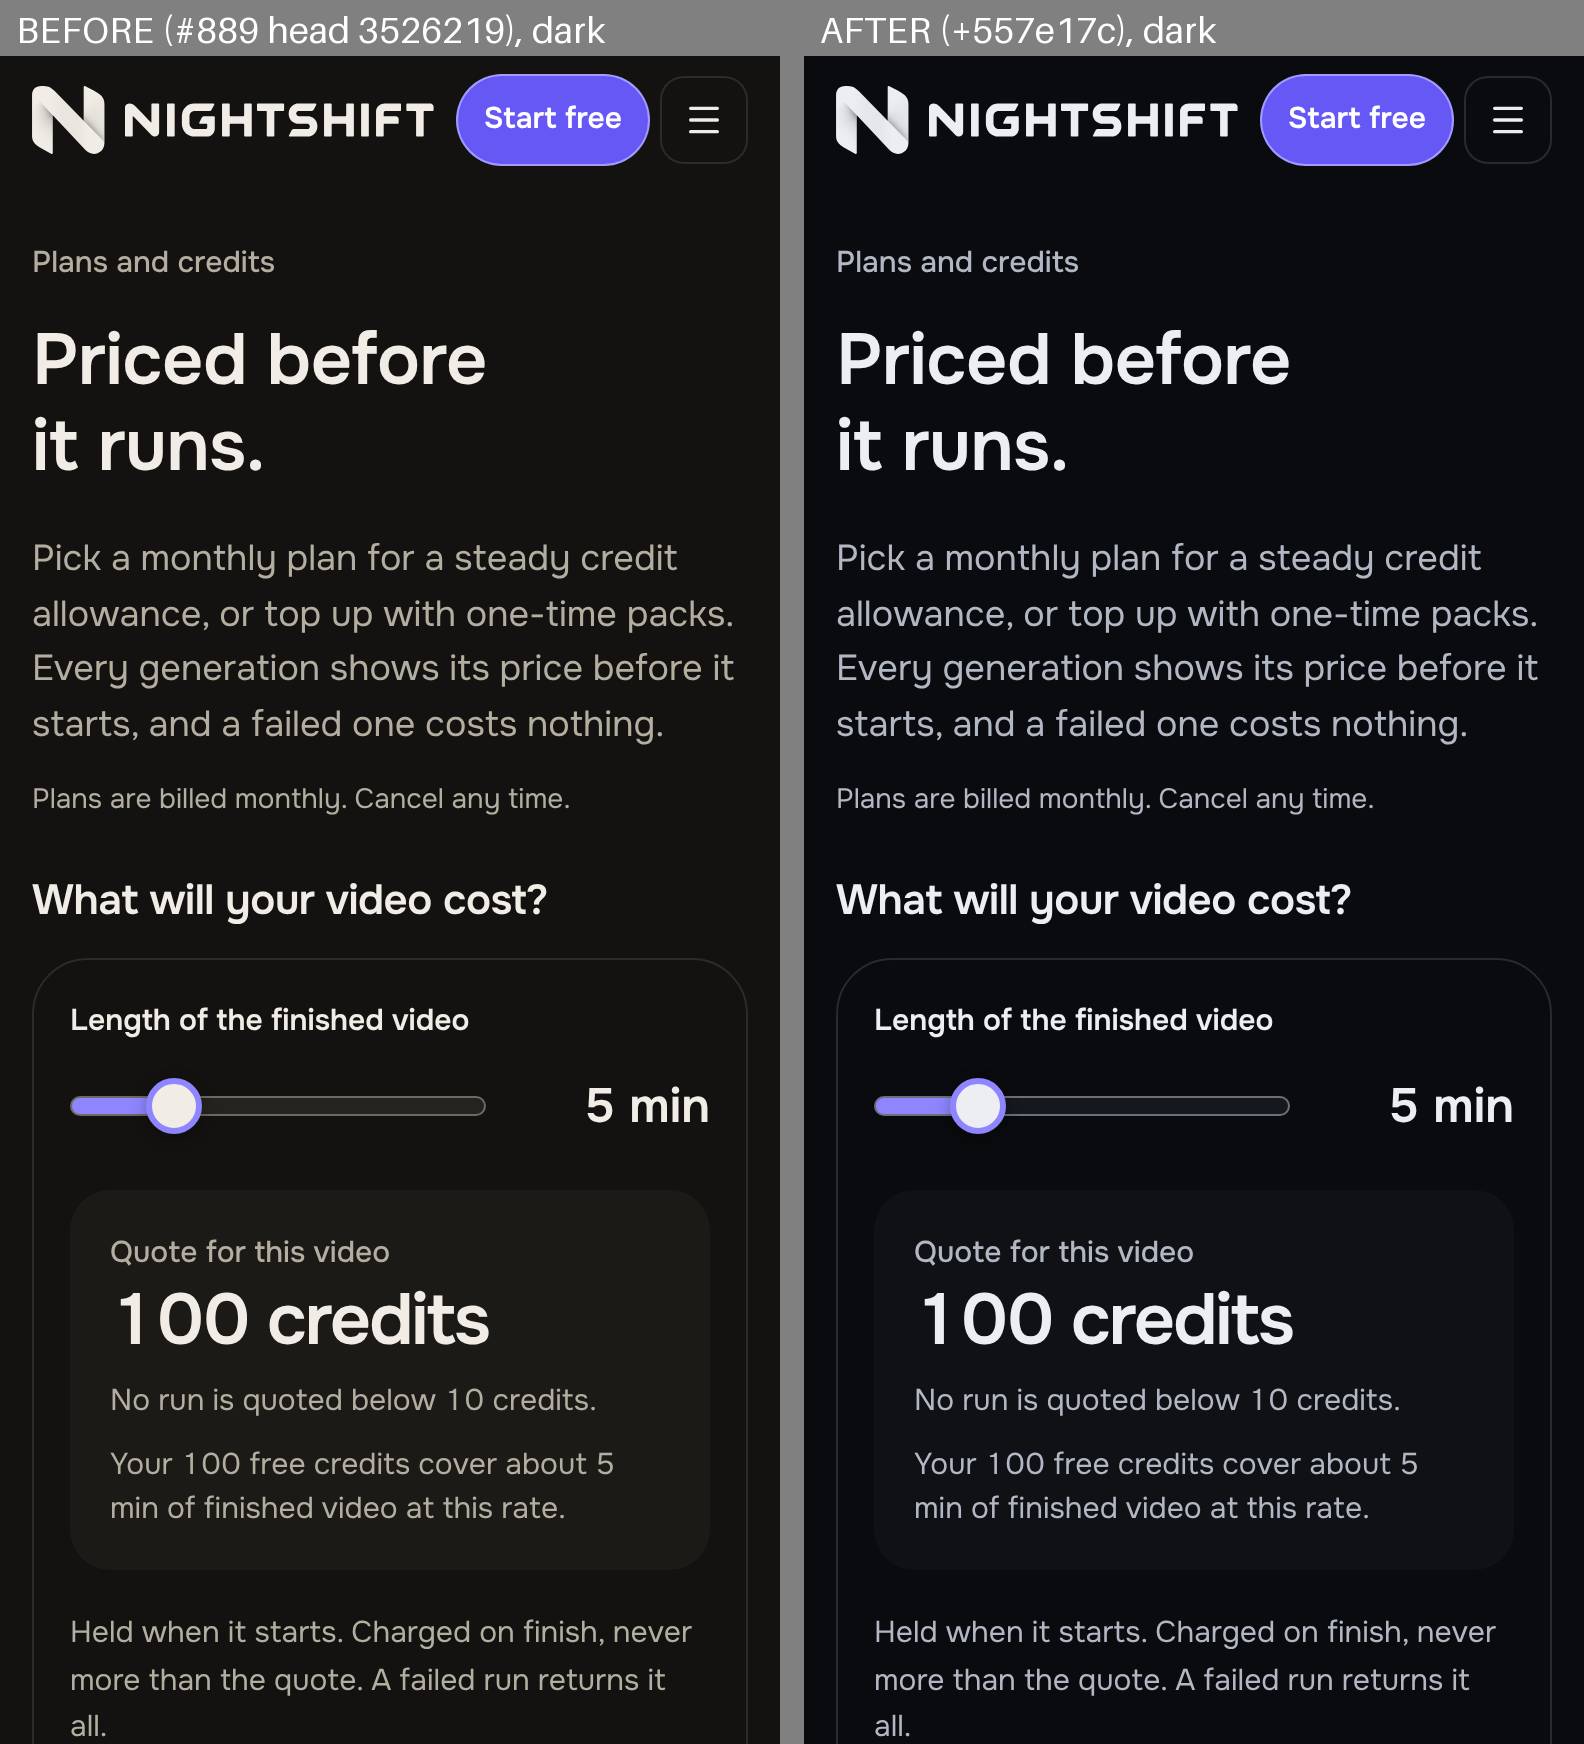 BEFORE (#889 head 3526219), dark
NIGHTSHIFT
Start free
Plans and credits
Priced before
it runs.
Pick a monthly plan for a steady credit
allowance, or top up with one-time packs.
Every generation shows its price before it
starts, and a failed one costs nothing.
Plans are billed monthly. Cancel any time.
What will your video cost?
Length of the finished video
5 min
Quote for this video
100 credits
No run is quoted below 10 credits.
Your 100 free credits cover about 5
min of finished video at this rate.
Held when it starts. Charged on finish, never
more than the quote. A failed run returns it
all.
AFTER (+557e17c), dark
NIGHTSHIFT
Start free
Plans and credits
Priced before
it runs.
Pick a monthly plan for a steady credit
allowance, or top up with one-time packs.
Every generation shows its price before it
starts, and a failed one costs nothing.
Plans are billed monthly. Cancel any time.
What will your video cost?
Length of the finished video
5 min
Quote for this video
100 credits
No run is quoted below 10 credits.
Your 100 free credits cover about 5
min of finished video at this rate.
Held when it starts. Charged on finish, never
more than the quote. A failed run returns it
all.